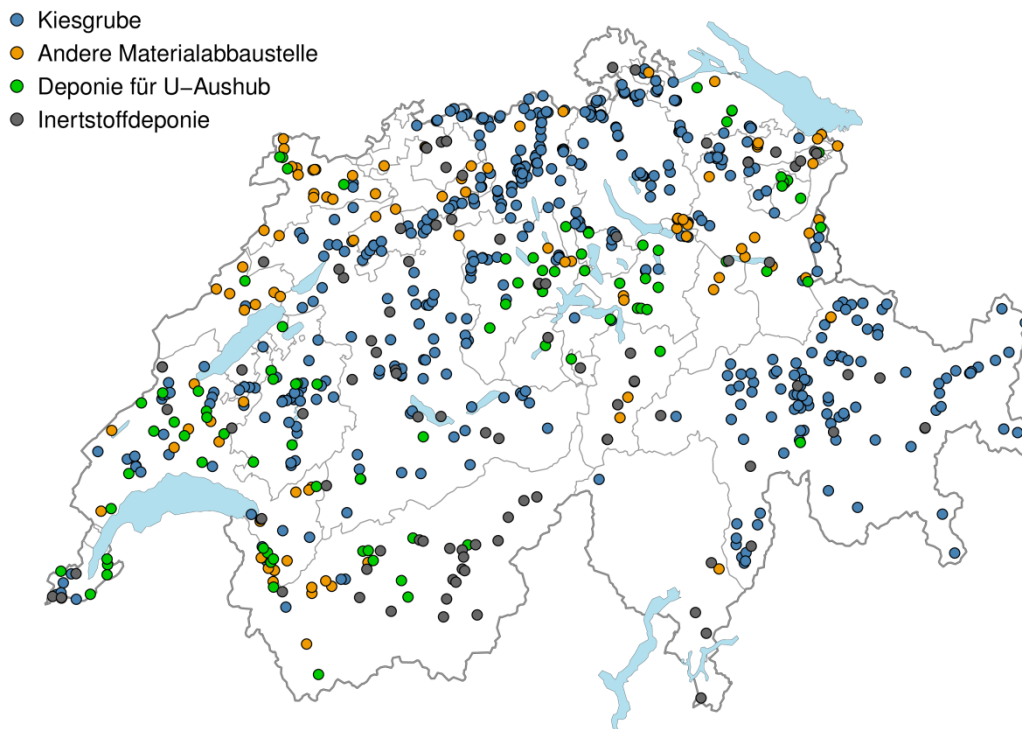 Kiesgrube
Andere Materialabbaustelle
Deponie für U−Aushub
Inertstoffdeponie